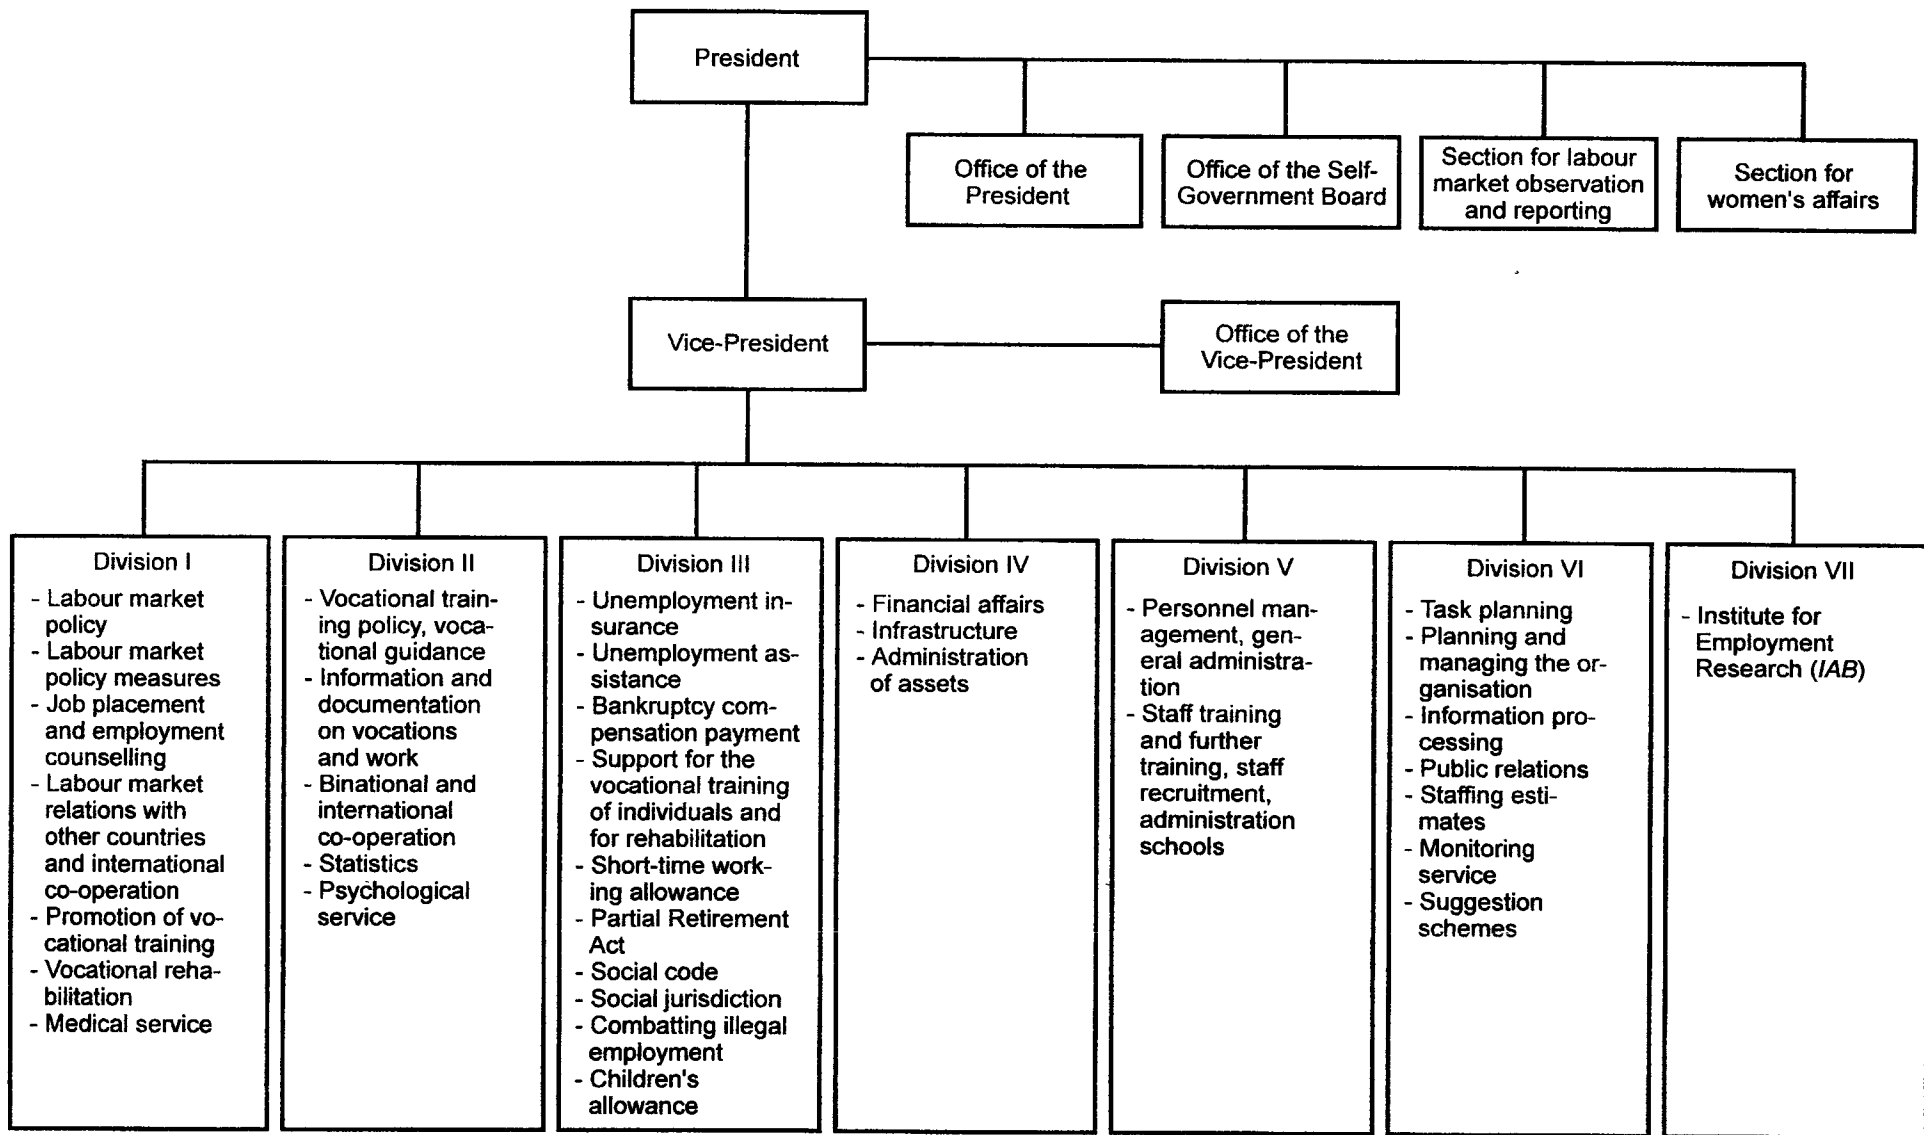 President
Office of the
President
Office of the Self-
Government Board
Section for labour
market observation
and reporting
Section for
women's affairs
Vice-President
Office of the
Vice-President
Division I
- Labour market
policy
- Labour market
policy measures
- Job placement
and employment
counselling
- Labour market
relations with
other countries
and international
co-operation
- Promotion of vo-
cational training
- Vocational reha-
bilitation
- Medical service
Division II
- Vocational train-
ing policy, voca-
tional guidance
- Information and
documentation
on vocations
and work
- Binational and
international
co-operation
- Statistics
- Psychological
service
Division III
- Unemployment in-
surance
- Unemployment as-
sistance
- Bankruptcy com-
pensation payment
- Support for the
vocational training
of individuals and
for rehabilitation
- Short-time work-
ing allowance
- Partial Retirement
Act
- Social code
- Social jurisdiction
- Combatting illegal
employment
- Children's
allowance
Division IV
- Financial affairs
- Infrastructure
- Administration
of assets
Division V
- Personnel man-
agement, gen-
eral administra-
tion
- Staff training
and further
training, staff
recruitment,
administration
schools
Division VI
- Task planning
- Planning and
managing the or-
ganisation
- Information pro-
cessing
- Public relations
- Staffing esti-
mates
- Monitoring
service
- Suggestion
schemes
Division VII
- Institute for
Employment
Research (IAB)